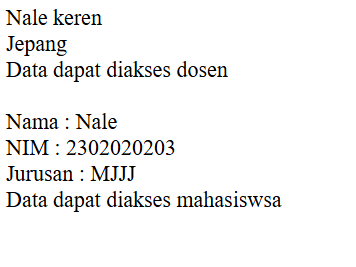 Nale keren
Jepang
Data dapat diakses dosen
Nama : Nale
NIM : 2302020203
Jurusan : MJJJ
Data dapat diakses mahasiswsa